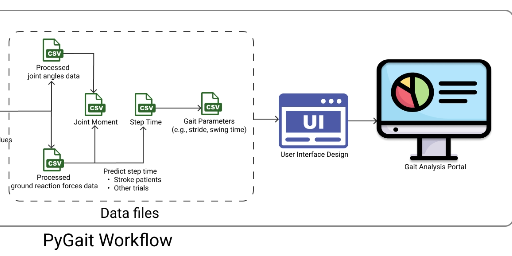 CSV
Processed
joint angles data
CSV
Joint Moment
CSV
Step Time
CSV
Gait Parameters
(e.g., stride, swing time)
CSV
Processed
ground reaction forces data
Predict step time
• Stroke patients
• Other trials
Data files
UI
User Interface Design
Gait Analysis Portal
PyGait Workflow